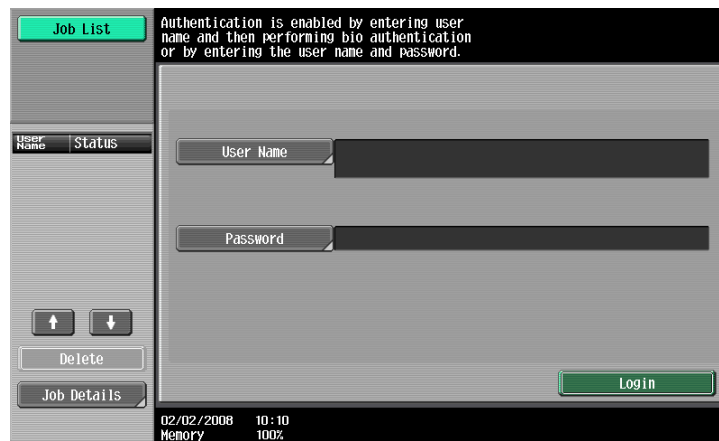 Job List
Authentication is enabled by entering user
name and then performing bio authentication
or by entering the user name and password.
User Name
Status
User Name
Password
Delete
Job Details
Login
02/02/2008 10:10
Memory 100%